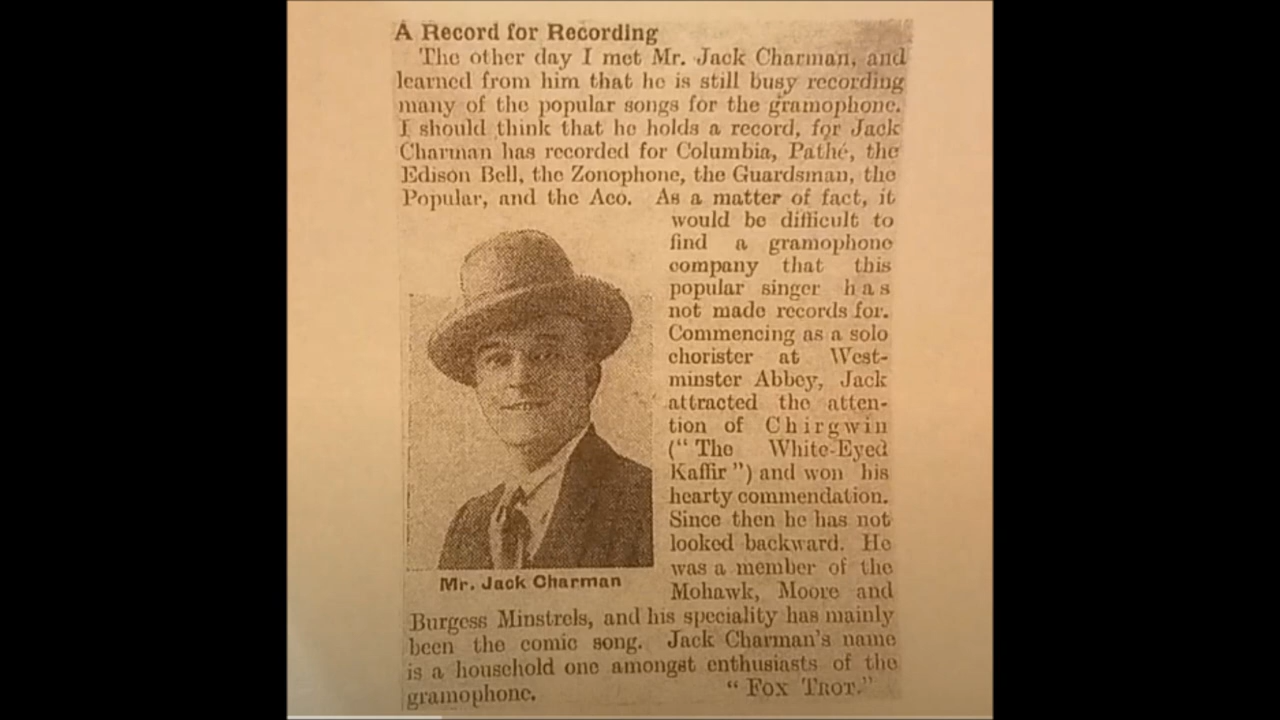 A Record for Recording
The other day I met Mr. Jack Charman, and
learned from him that he is still busy recording
many of the popular songs for the gramophone.
I should think that he holds a record, for Jack
Charman has recorded for Columbia, Pathé, the
Edison Bell, the Zonophone, the Guardsman, the
Popular, and the Aco. As a matter of fact, it
would be difficult to
find a gramophone
company that this
popular singer has
not made records for.
Commencing as a solo
chorister at West-
minster Abbey, Jack
attracted the atten-
tion of Chirgwin
(“The White-Eyed
Kaffir”) and won his
hearty commendation.
Since then he has not
looked backward. He
was a member of the
Mohawk, Moore and
Mr. Jack Charman
Burgess Minstrels, and his speciality has mainly
been the comic song. Jack Charman's name
is a household one amongst enthusiasts of the
gramophone. “FOX TROT.”